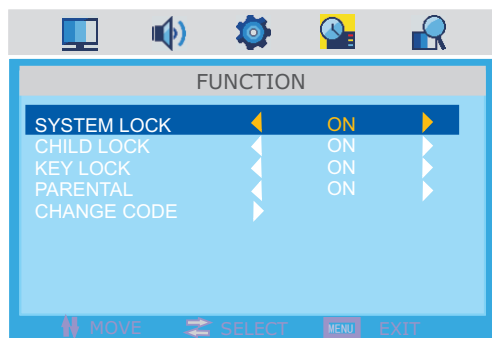 FUNCTION
SYSTEM LOCK ON
CHILD LOCK ON
KEY LOCK ON
PARENTAL ON
CHANGE CODE
MOVE SELECT MENU EXIT